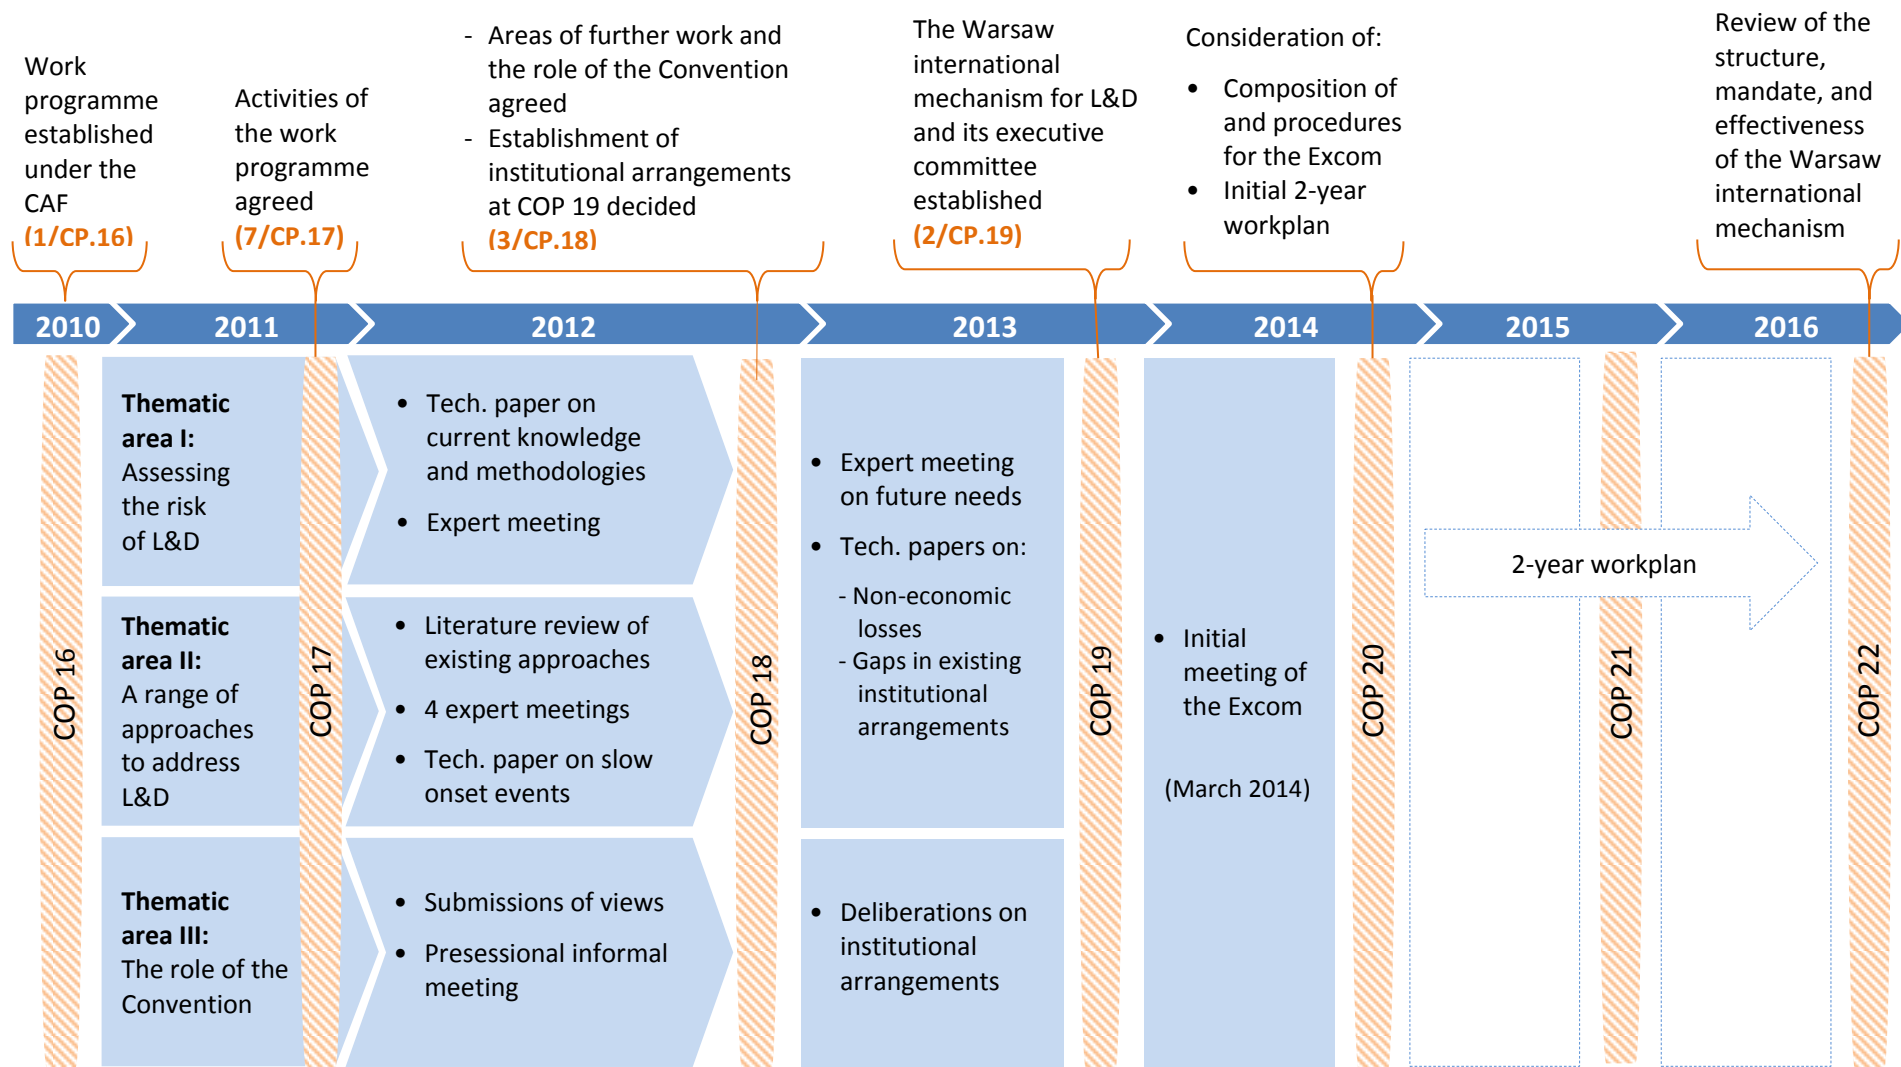 Work
programme
established
under the
CAF
(1/CP.16)
Activities of
the work
programme
agreed
(7/CP.17)
- Areas of further work and
the role of the Convention
agreed
- Establishment of
institutional arrangements
at COP 19 decided
(3/CP.18)
The Warsaw
international
mechanism for L&D
and its executive
committee
established
(2/CP.19)
Consideration of:
• Composition of
and procedures
for the Excom
• Initial 2-year
workplan
Review of the
structure,
mandate, and
effectiveness
of the Warsaw
international
mechanism
2010
2011
2012
2013
2014
2015
2016
COP 16
Thematic
area I:
Assessing
the risk
of L&D
Thematic
area II:
A range of
approaches
to address
L&D
Thematic
area III:
The role of the
Convention
COP 17
• Tech. paper on
current knowledge
and methodologies
• Expert meeting
• Literature review of
existing approaches
• 4 expert meetings
• Tech. paper on slow
onset events
• Submissions of views
• Presessional informal
meeting
COP 18
• Expert meeting
on future needs
• Tech. papers on:
- Non-economic
losses
- Gaps in existing
institutional
arrangements
• Deliberations on
institutional
arrangements
COP 19
• Initial
meeting of
the Excom
(March 2014)
COP 20
2-year workplan
COP 21
COP 22